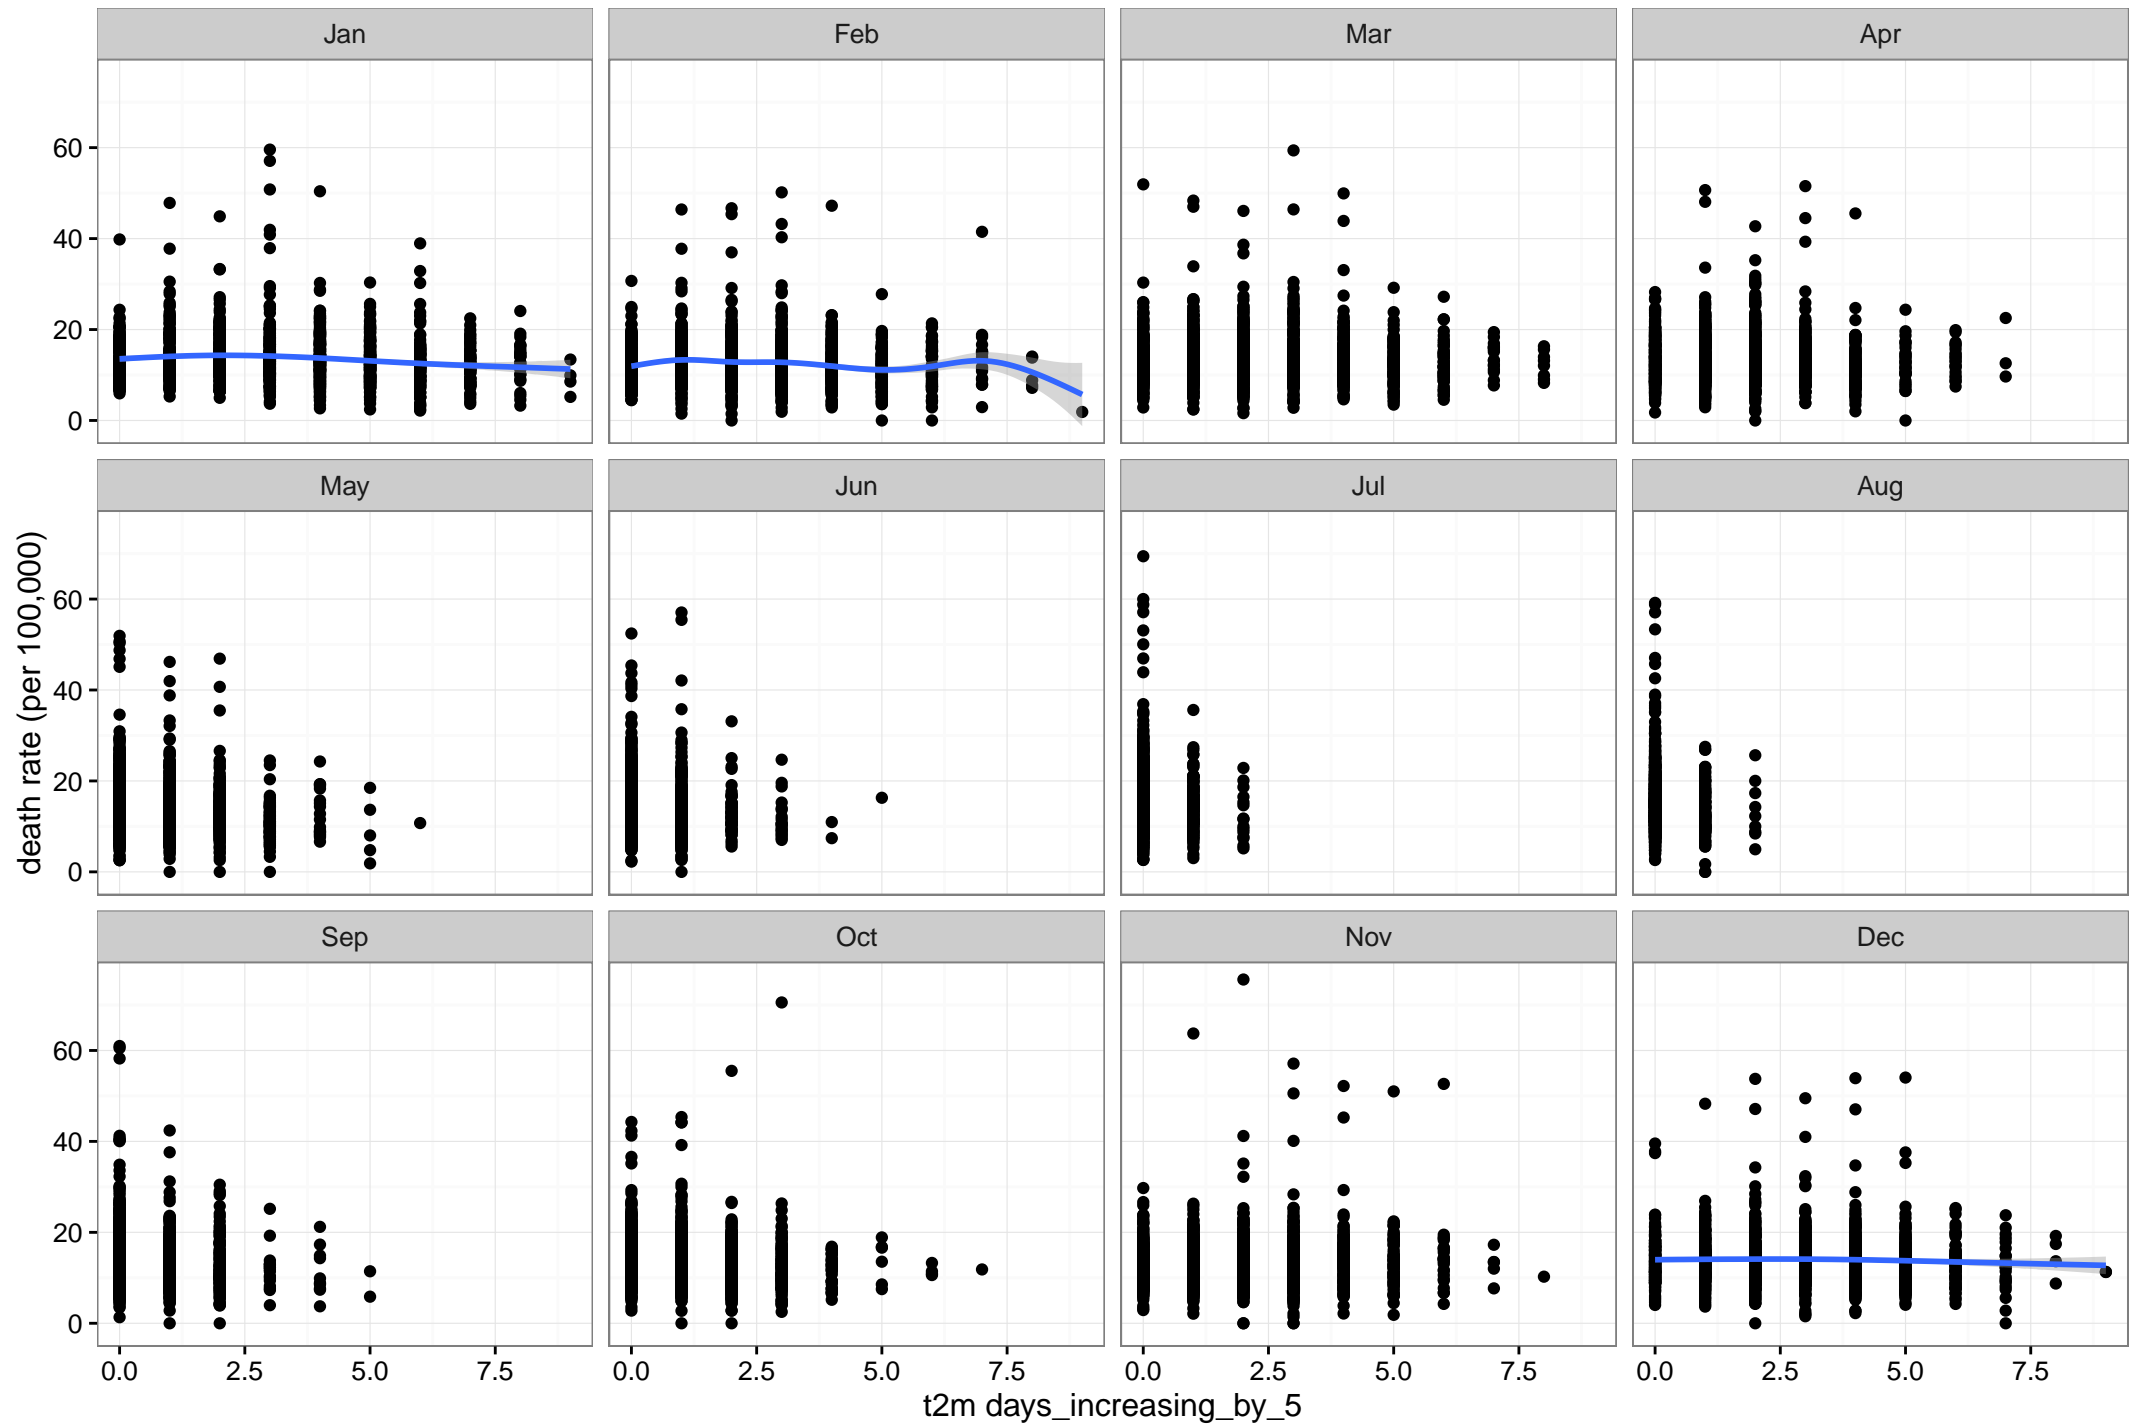 Jan Feb Mar Apr
60
40
20
0
May Jun Jul Aug
60
40
20
0
death rate (per 100,000)
Sep Oct Nov Dec
60
40
20
0
0.0 2.5 5.0 7.5 0.0 2.5 5.0 7.5 0.0 2.5 5.0 7.5 0.0 2.5 5.0 7.5
t2m days_increasing_by_5